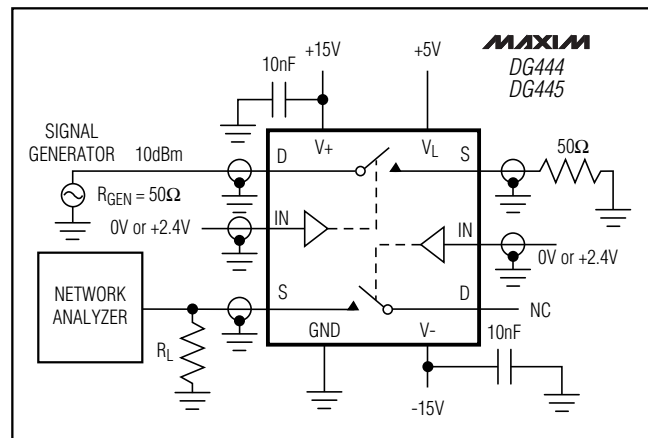 +15V
+5V
MAXIM
DG444
DG445
10nF
SIGNAL
GENERATOR
10dBm
D
V+
VL
S
50Ω
RGEN = 50Ω
IN
IN
0V or +2.4V
0V or +2.4V
NETWORK
ANALYZER
S
D
NC
GND
V-
10nF
RL
-15V